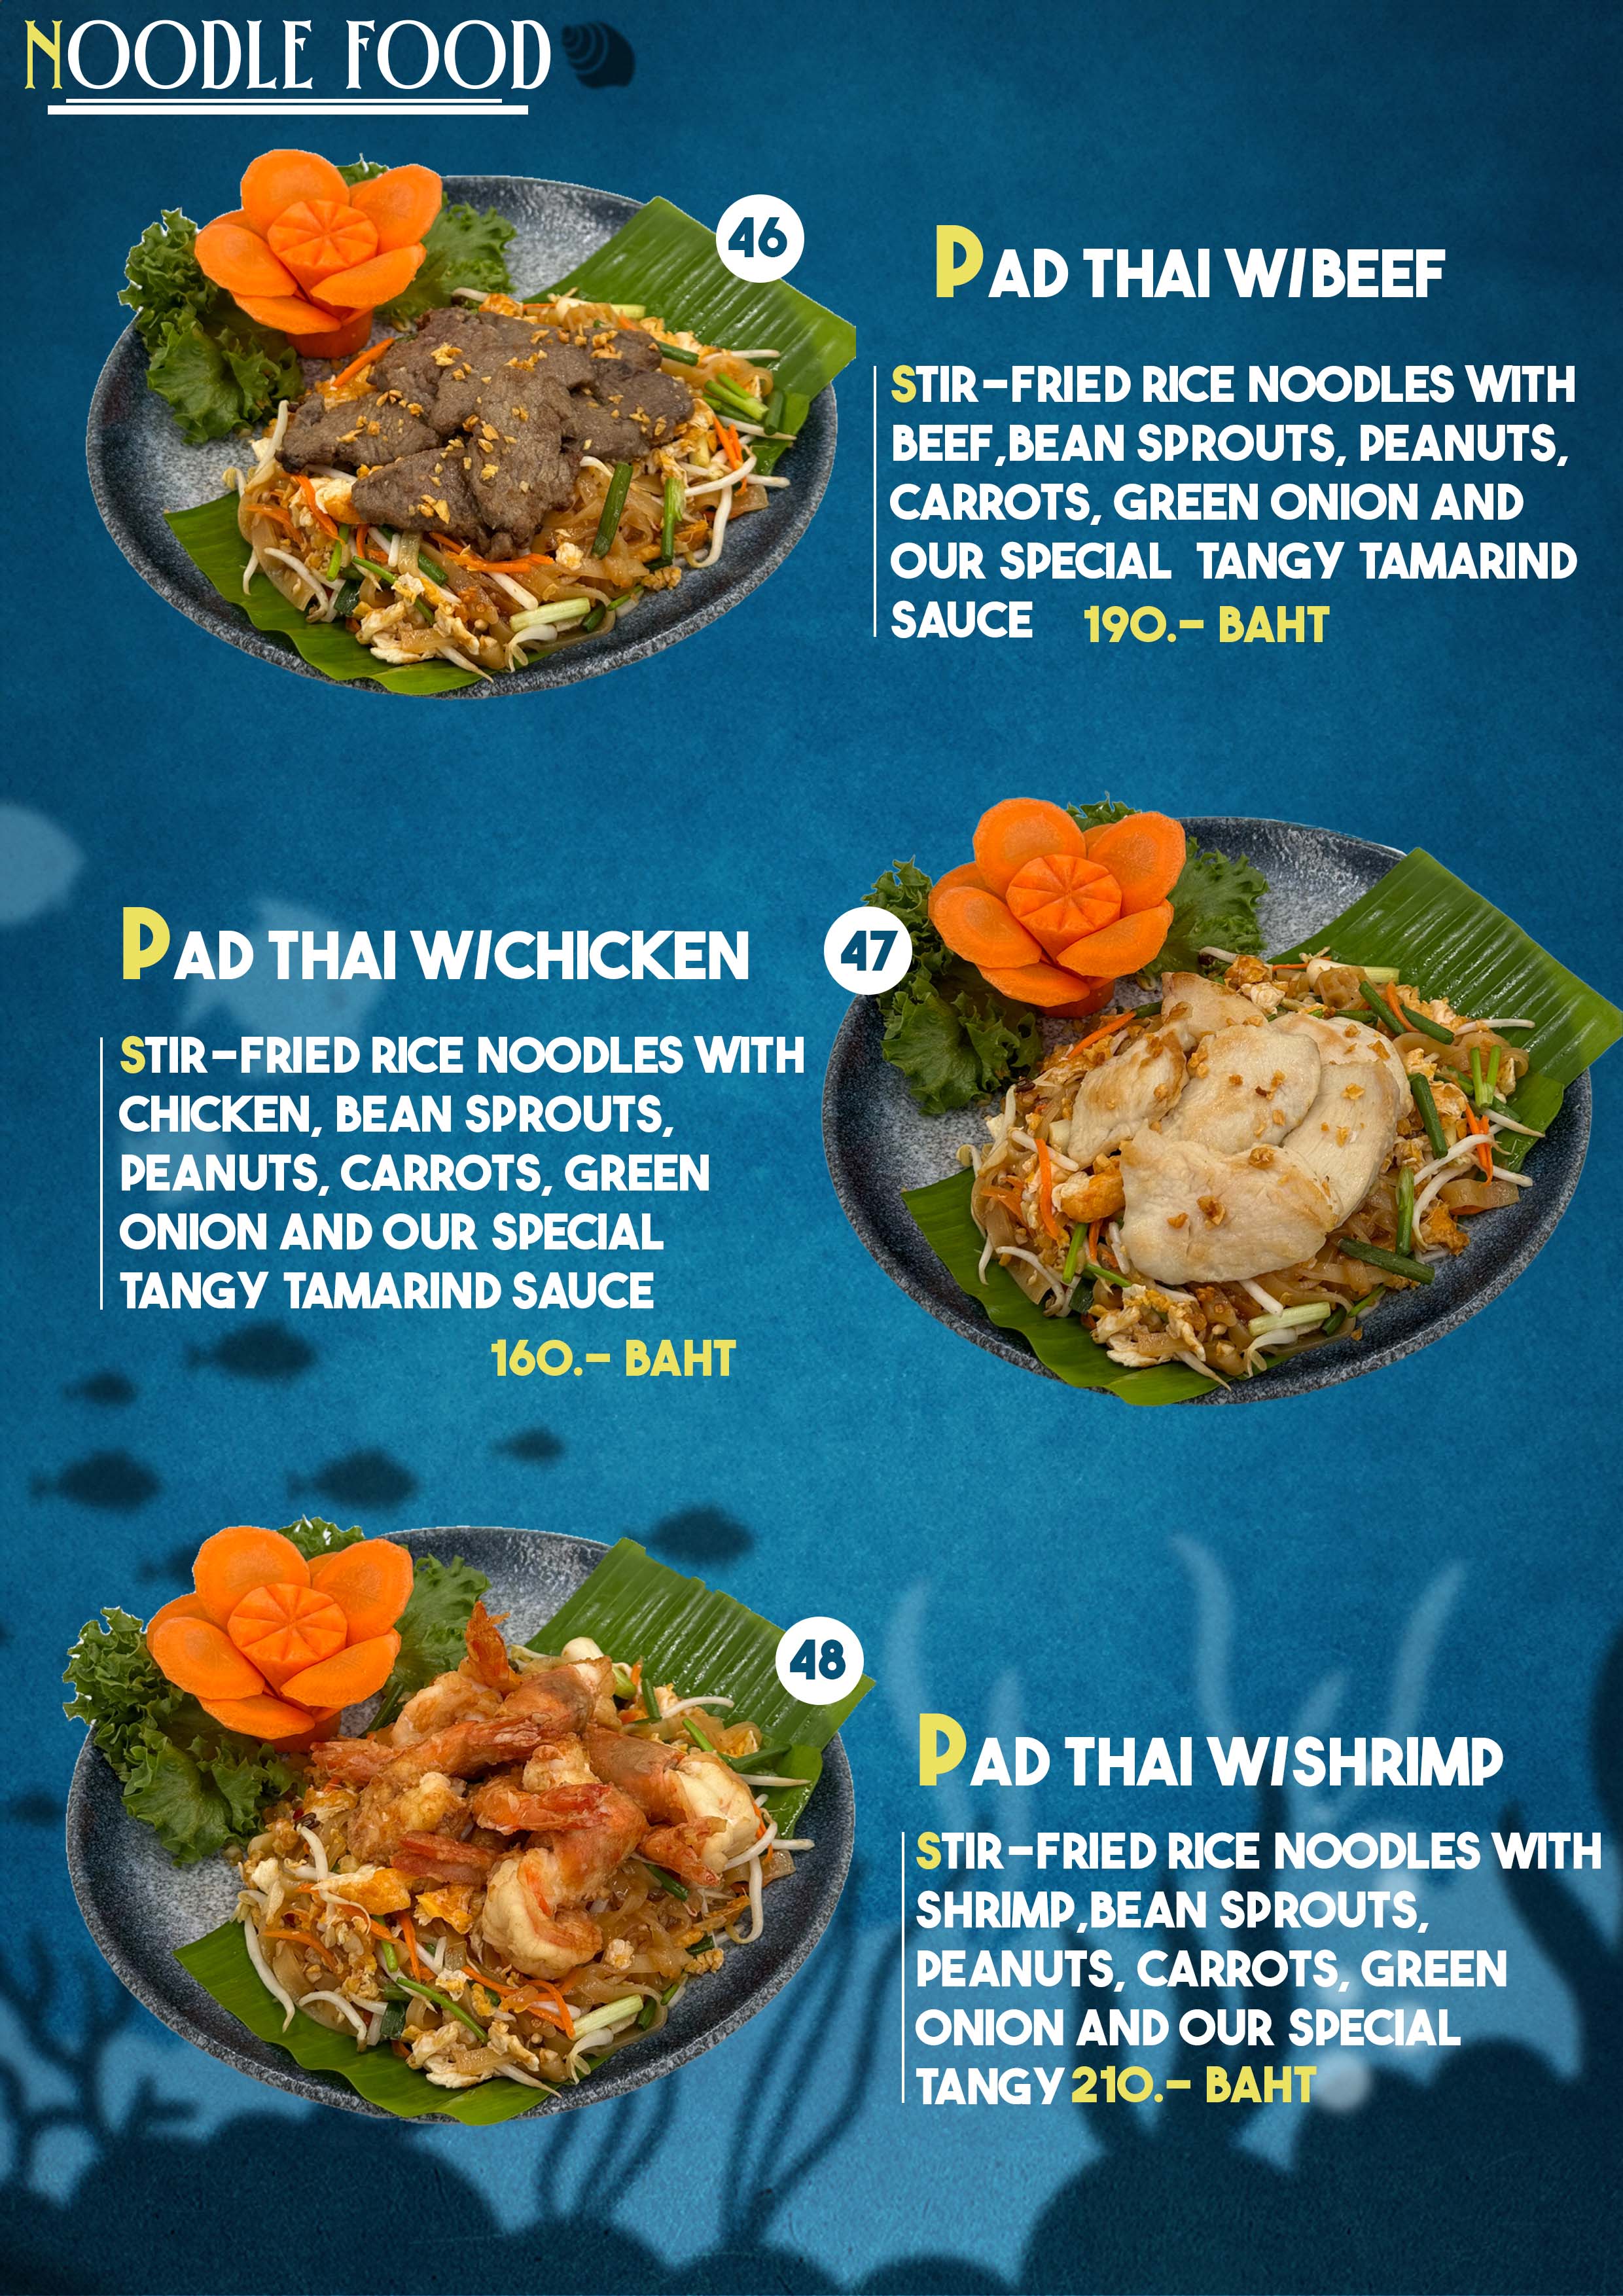 NOODLE FOOD
46
PAD THAI W/BEEF
STIR-FRIED RICE NOODLES WITH
BEEF,BEAN SPROUTS, PEANUTS,
CARROTS, GREEN ONION AND
OUR SPECIAL TANGY TAMARIND
SAUCE 190.- BAHT
47
PAD THAI W/CHICKEN
STIR-FRIED RICE NOODLES WITH
CHICKEN, BEAN SPROUTS,
PEANUTS, CARROTS, GREEN
ONION AND OUR SPECIAL
TANGY TAMARIND SAUCE
160.- BAHT
48
PAD THAI W/SHRIMP
STIR-FRIED RICE NOODLES WITH
SHRIMP,BEAN SPROUTS,
PEANUTS, CARROTS, GREEN
ONION AND OUR SPECIAL
TANGY 210.- BAHT